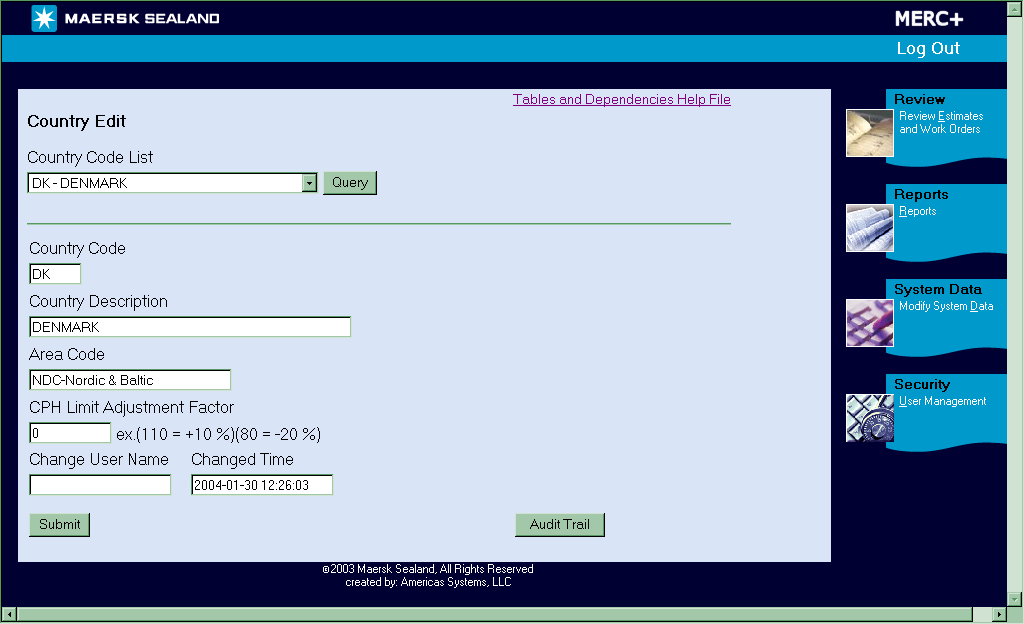 MAERSK SEALAND
MERC+
Log Out
Tables and Dependencies Help File
Country Edit
Country Code List
DK - DENMARK
Query
Country Code
DK
Country Description
DENMARK
Area Code
NDC-Nordic & Baltic
CPH Limit Adjustment Factor
0 ex.(110 = +10 %)(80 = -20 %)
Change User Name Changed Time
2004-01-30 12:26:03
Submit Audit Trail
Review
Review Estimates
and Work Orders
Reports
Reports
System Data
Modify System Data
Security
User Management
©2003 Maersk Sealand, All Rights Reserved
created by: Americas Systems, LLC